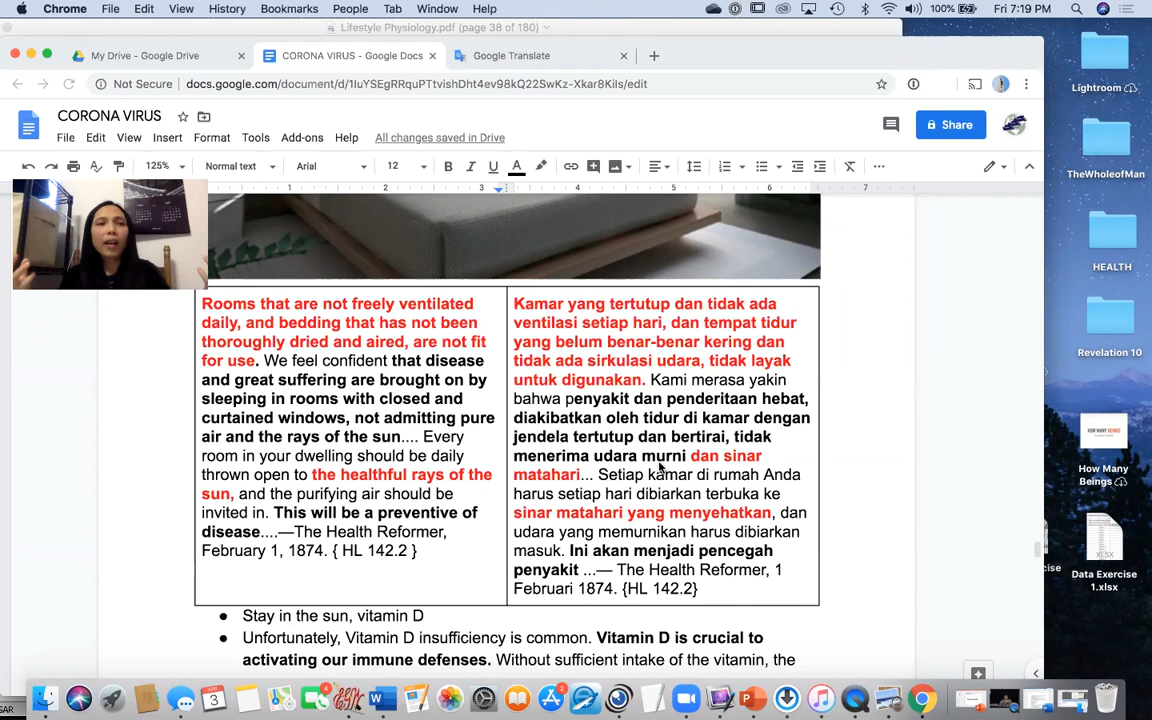 Chrome File Edit View History Bookmarks People Tab Window Help 100% Fri 7:19 PM
Lifestyle Physiology.pdf (page 38 of 180)
My Drive - Google Drive CORONA VIRUS - Google Docs Google Translate
Not Secure docs.google.com/document/d/1IuYSEgRRquPTtvishDht4ev98kQ22SwKz-Xkar8Kils/edit
CORONA VIRUS
File Edit View Insert Format Tools Add-ons Help All changes saved in Drive
Share
125% Normal text Arial 12 B I U A
1 2 3 4 5 6 7
Rooms that are not freely ventilated
daily, and bedding that has not been
thoroughly dried and aired, are not fit
for use. We feel confident that disease
and great suffering are brought on by
sleeping in rooms with closed and
curtained windows, not admitting pure
air and the rays of the sun.... Every
room in your dwelling should be daily
thrown open to the healthful rays of the
sun, and the purifying air should be
invited in. This will be a preventive of
disease....—The Health Reformer,
February 1, 1874. { HL 142.2 }
Kamar yang tertutup dan tidak ada
ventilasi setiap hari, dan tempat tidur
yang belum benar-benar kering dan
tidak ada sirkulasi udara, tidak layak
untuk digunakan. Kami merasa yakin
bahwa penyakit dan penderitaan hebat,
diakibatkan oleh tidur di kamar dengan
jendela tertutup dan bertirai, tidak
menerima udara murni dan sinar
matahari... Setiap kamar di rumah Anda
harus setiap hari dibiarkan terbuka ke
sinar matahari yang menyehatkan, dan
udara yang memurnikan harus dibiarkan
masuk. Ini akan menjadi pencegah
penyakit ...— The Health Reformer, 1
Februari 1874. {HL 142.2}
● Stay in the sun, vitamin D
● Unfortunately, Vitamin D insufficiency is common. Vitamin D is crucial to
activating our immune defenses. Without sufficient intake of the vitamin, the
Lightroom
TheWholeofMan
HEALTH
Revelation 10
HOW MANY
BEINGS
How Many
Beings
cise
Data Exercise
1.xlsx
GAR